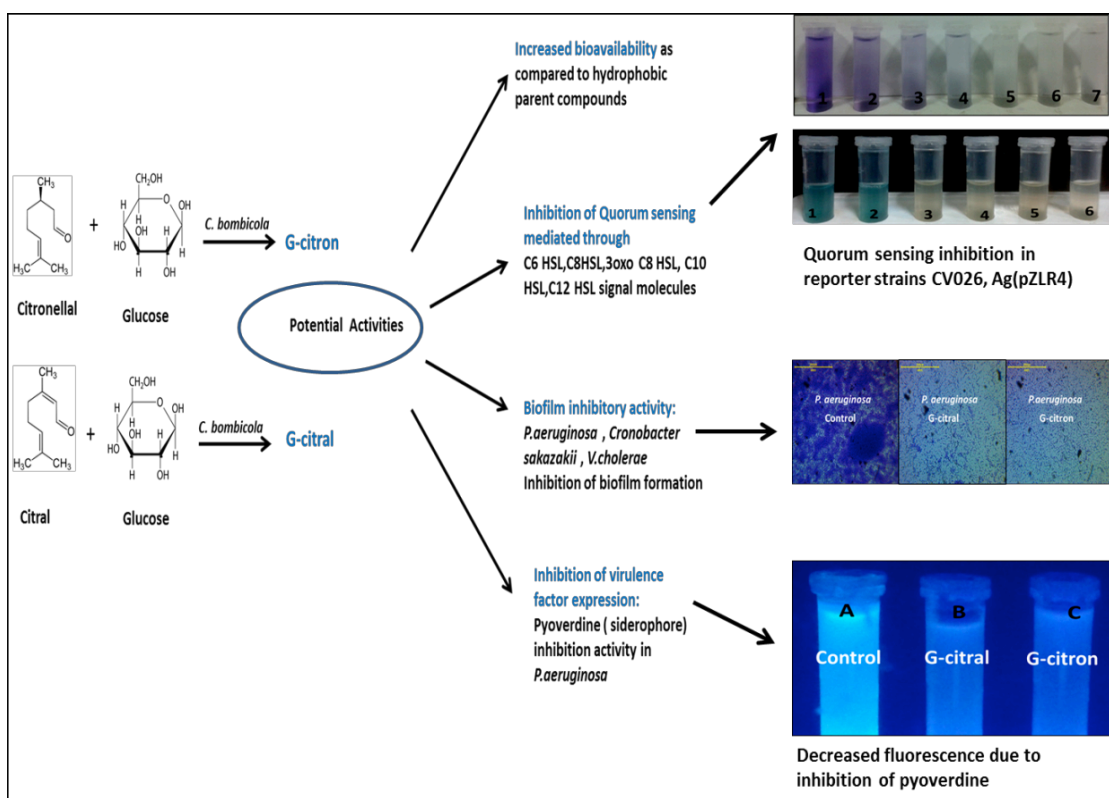 Increased bioavailability as
compared to hydrophobic
parent compounds
1 2 3 4 5 6 7
1 2 3 4 5 6
Quorum sensing inhibition in
reporter strains CV026, Ag(pZLR4)
CH₃
O
H₃C CH₃
Citronellal
+
CH₂OH
O OH
H
H
OH H
HO H
H OH
Glucose
C. bombicola
G-citron
Inhibition of Quorum sensing
mediated through
C6 HSL,C8HSL,3oxo C8 HSL, C10
HSL,C12 HSL signal molecules
Potential Activities
CH₃
O
H₃C CH₃
Citral
+
CH₂OH
O OH
H
H
OH H
HO H
H OH
Glucose
C. bombicola
G-citral
Biofilm inhibitory activity:
P.aeruginosa , Cronobacter
sakazakii , V.cholerae
Inhibition of biofilm formation
P. aeruginosa
Control
P. aeruginosa
G-citral
P.aeruginosa
G-citron
Inhibition of virulence
factor expression:
Pyoverdine ( siderophore)
inhibition activity in
P.aeruginosa
A B C
Control G-citral G-citron
Decreased fluorescence due to
inhibition of pyoverdine